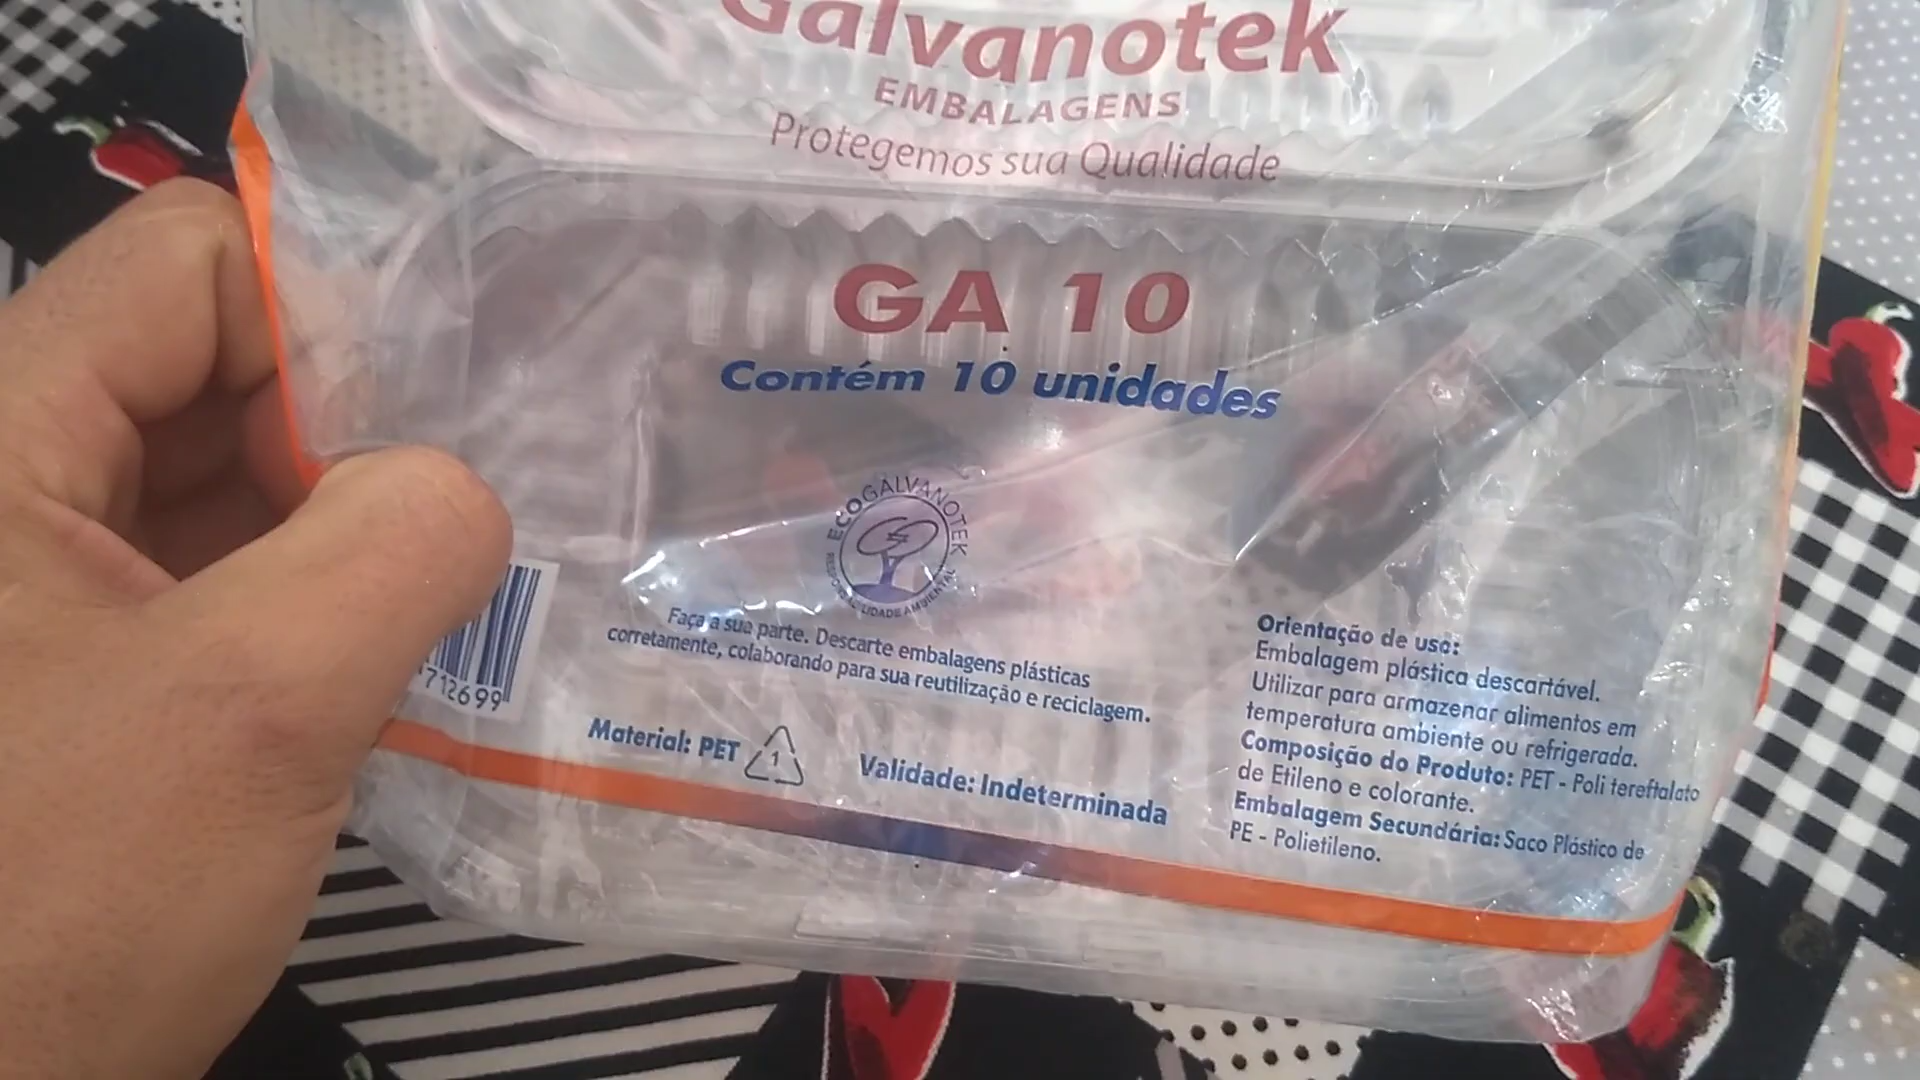 Galvanotek
EMBALAGENS
Protegemos sua Qualidade
GA 10
Contém 10 unidades
ECOGALVANOTEK
RESPONSABILIDADE AMBIENTAL
Faça a sua parte. Descarte embalagens plásticas
corretamente, colaborando para sua reutilização e reciclagem.
712699
Material: PET 1
Validade: Indeterminada
Orientação de uso:
Embalagem plástica descartável.
Utilizar para armazenar alimentos em
temperatura ambiente ou refrigerada.
Composição do Produto: PET - Poli tereftalato
de Etileno e colorante.
Embalagem Secundária: Saco Plástico de
PE - Polietileno.